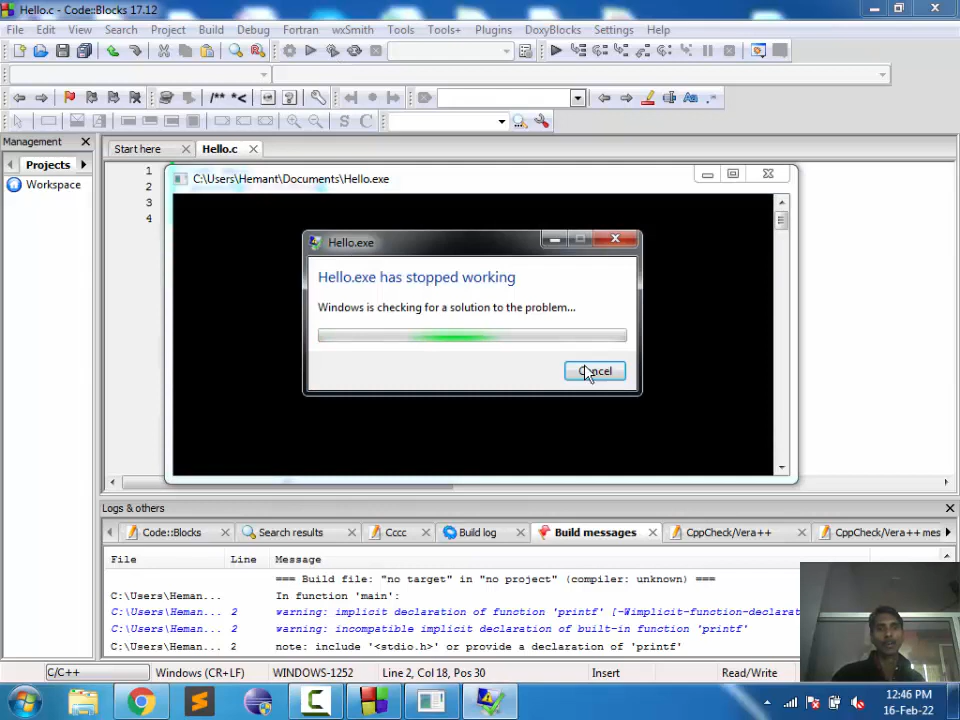 Hello.c - Code::Blocks 17.12
File Edit View Search Project Build Debug Fortran wxSmith Tools Tools+ Plugins DoxyBlocks Settings Help
/** *<
S C
Aa .*
Management
Start here Hello.c
Projects
Workspace
1
2
3
4
C:\Users\Hemant\Documents\Hello.exe
Hello.exe
Hello.exe has stopped working
Windows is checking for a solution to the problem...
Cancel
Logs & others
Code::Blocks Search results Cccc Build log Build messages CppCheck/Vera++ CppCheck/Vera++ mes
File Line Message
=== Build file: "no target" in "no project" (compiler: unknown) ===
C:\Users\Heman... In function 'main':
C:\Users\Heman... 2 warning: implicit declaration of function 'printf' [-Wimplicit-function-declarat
C:\Users\Heman... 2 warning: incompatible implicit declaration of built-in function 'printf'
C:\Users\Heman... 2 note: include '<stdio.h>' or provide a declaration of 'printf'
C/C++ Windows (CR+LF) WINDOWS-1252 Line 2, Col 18, Pos 30 Insert Read/Write
12:46 PM
16-Feb-22